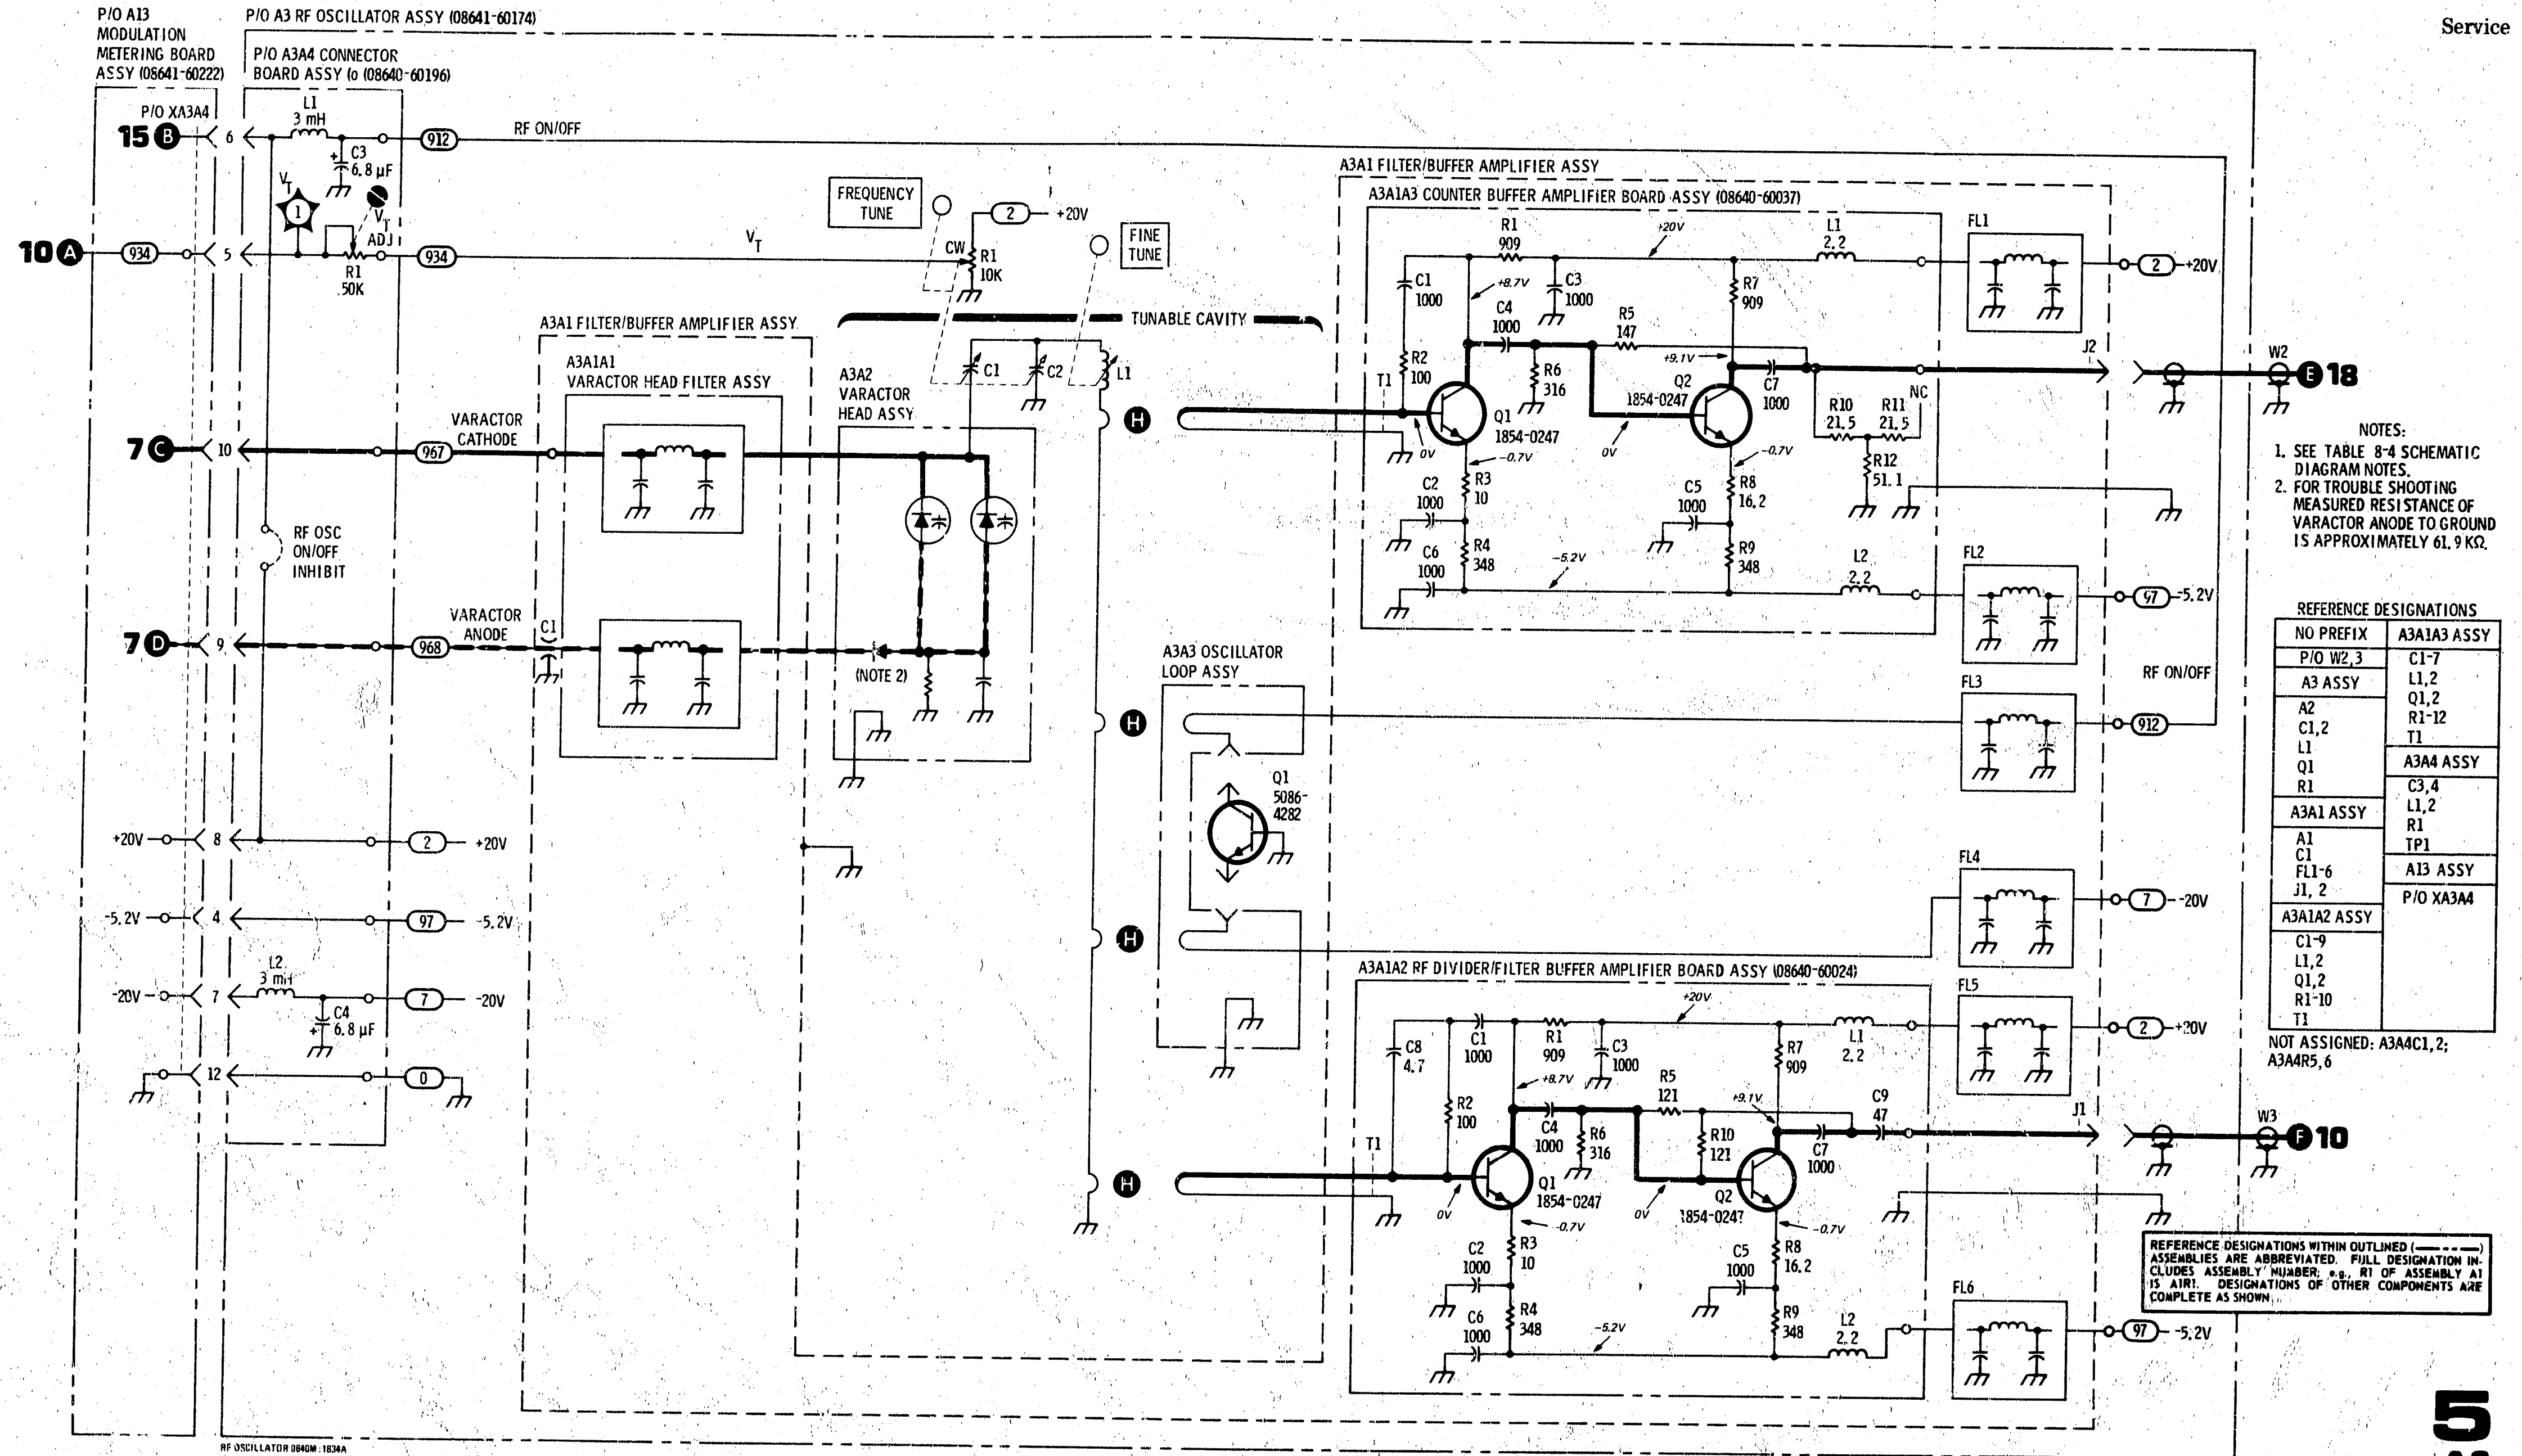 Service
P/O A13
MODULATION
METERING BOARD
ASSY (08641-60222)
P/O A3 RF OSCILLATOR ASSY (08641-60174)
P/O A3A4 CONNECTOR
BOARD ASSY (o (08640-60196)
P/O XA3A4
15 B
6
L1
3 mH
C3
+
6.8 µF
912
RF ON/OFF
VT
1
VT
ADJ
10 A
934
5
R1
50K
934
VT
FREQUENCY
TUNE
2
+20V
CW
R1
10K
FINE
TUNE
TUNABLE CAVITY
C1
C2
L1
A3A1 FILTER/BUFFER AMPLIFIER ASSY
A3A1A1
VARACTOR HEAD FILTER ASSY
A3A2
VARACTOR
HEAD ASSY
7 C
10
VARACTOR
CATHODE
967
RF OSC
ON/OFF
INHIBIT
7 D
9
VARACTOR
ANODE
968
C1
(NOTE 2)
+20V
8
2
+20V
-5.2V
4
97
-5.2V
L2
3 mH
-20V
7
7
-20V
C4
+
6.8 µF
12
0
H
H
H
H
A3A3 OSCILLATOR
LOOP ASSY
Q1
5086-
4282
A3A1 FILTER/BUFFER AMPLIFIER ASSY
A3A1A3 COUNTER BUFFER AMPLIFIER BOARD ASSY (08640-60037)
R1
909
+20V
L1
2.2
FL1
2
+20V
C1
1000
+8.7V
C3
1000
R7
909
C4
1000
R5
147
R2
100
T1
R6
316
+9.1V
Q2
1854-0247
C7
1000
J2
W2
E 18
NC
Q1
1854-0247
R10
21.5
R11
21.5
0V
-0.7V
0V
-0.7V
R12
51.1
C2
1000
R3
10
C5
1000
R8
16.2
C6
1000
R4
348
-5.2V
R9
348
L2
2.2
FL2
97
-5.2V
RF ON/OFF
FL3
912
FL4
7
-20V
NOTES:
1. SEE TABLE 8-4 SCHEMATIC
DIAGRAM NOTES.
2. FOR TROUBLE SHOOTING
MEASURED RESISTANCE OF
VARACTOR ANODE TO GROUND
IS APPROXIMATELY 61.9 KΩ.
REFERENCE DESIGNATIONS
NO PREFIX
P/O W2,3
A3 ASSY
A2
C1,2
L1
Q1
R1
A3A1 ASSY
A1
C1
FL1-6
J1, 2
A3A1A2 ASSY
C1-9
L1,2
Q1,2
R1-10
T1
A3A1A3 ASSY
C1-7
L1,2
Q1,2
R1-12
T1
A3A4 ASSY
C3,4
L1,2
R1
TP1
A13 ASSY
P/O XA3A4
NOT ASSIGNED: A3A4C1,2;
A3A4R5,6
A3A1A2 RF DIVIDER/FILTER BUFFER AMPLIFIER BOARD ASSY (08640-60024)
+20V
FL5
C8
4.7
C1
1000
R1
909
C3
1000
R7
909
L1
2.2
2
+20V
+8.7V
R5
121
R2
100
C4
1000
R6
316
R10
121
+9.1V
C7
1000
C9
47
J1
W3
F 10
T1
Q1
1854-0247
Q2
1854-0247
0V
-0.7V
0V
-0.7V
C2
1000
R3
10
C5
1000
R8
16.2
C6
1000
R4
348
-5.2V
R9
348
L2
2.2
FL6
97
-5.2V
REFERENCE DESIGNATIONS WITHIN OUTLINED (— - - —)
ASSEMBLIES ARE ABBREVIATED. FULL DESIGNATION IN-
CLUDES ASSEMBLY NUMBER; e.g., R1 OF ASSEMBLY A1
IS A1R1. DESIGNATIONS OF OTHER COMPONENTS ARE
COMPLETE AS SHOWN.
RF OSCILLATOR 8640M:1834A
5